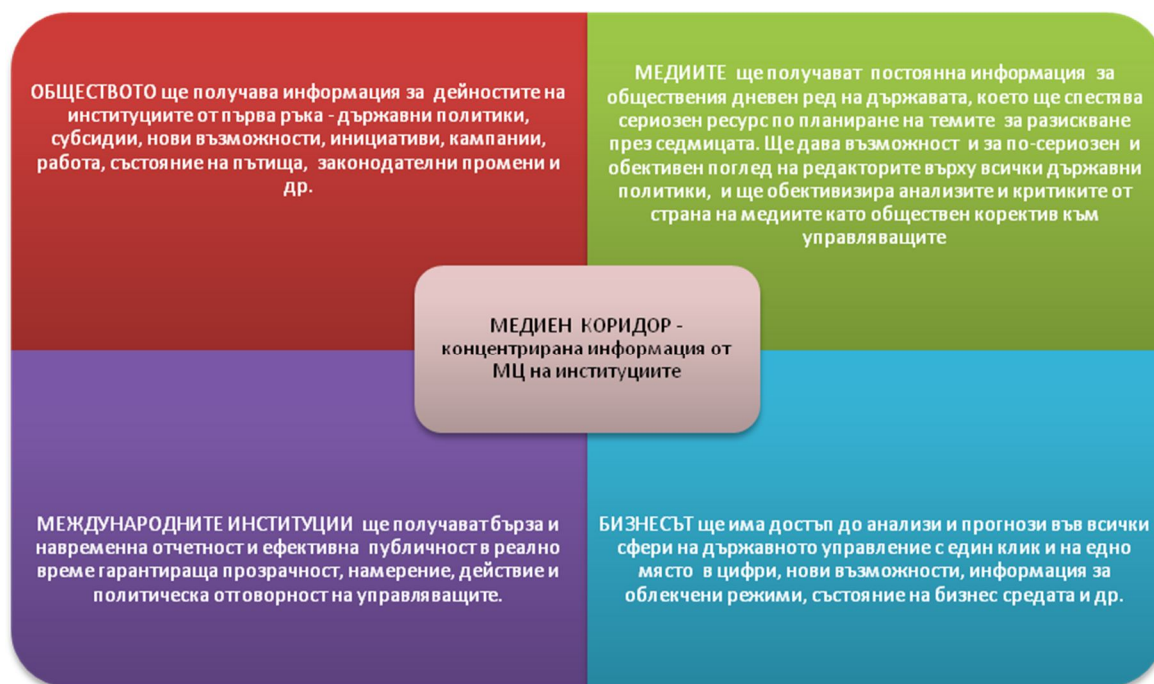 ОБЩЕСТВОТО ще получава информация за дейностите на
институциите от първа ръка - държавни политики,
субсидии, нови възможности, инициативи, кампании,
работа, състояние на пътища, законодателни промени и
др.
МЕДИИТЕ ще получават постоянна информация за
обществения дневен ред на държавата, което ще спестява
сериозен ресурс по планиране на темите за разискване
през седмицата. Ще дава възможност и за по-сериозен и
обективен поглед на редакторите върху всички държавни
политики, и ще обективизира анализите и критиките от
страна на медиите като обществен коректив към
управляващите
МЕДИЕН КОРИДОР -
концентрирана информация от
МЦ на институциите
МЕЖДУНАРОДНИТЕ ИНСТИТУЦИИ ще получават бърза и
навременна отчетност и ефективна публичност в реално
време гарантираща прозрачност, намерение, действие и
политическа отговорност на управляващите.
БИЗНЕСЪТ ще има достъп до анализи и прогнози във всички
сфери на държавното управление с един клик и на едно
място в цифри, нови възможности, информация за
облекчени режими, състояние на бизнес средата и др.